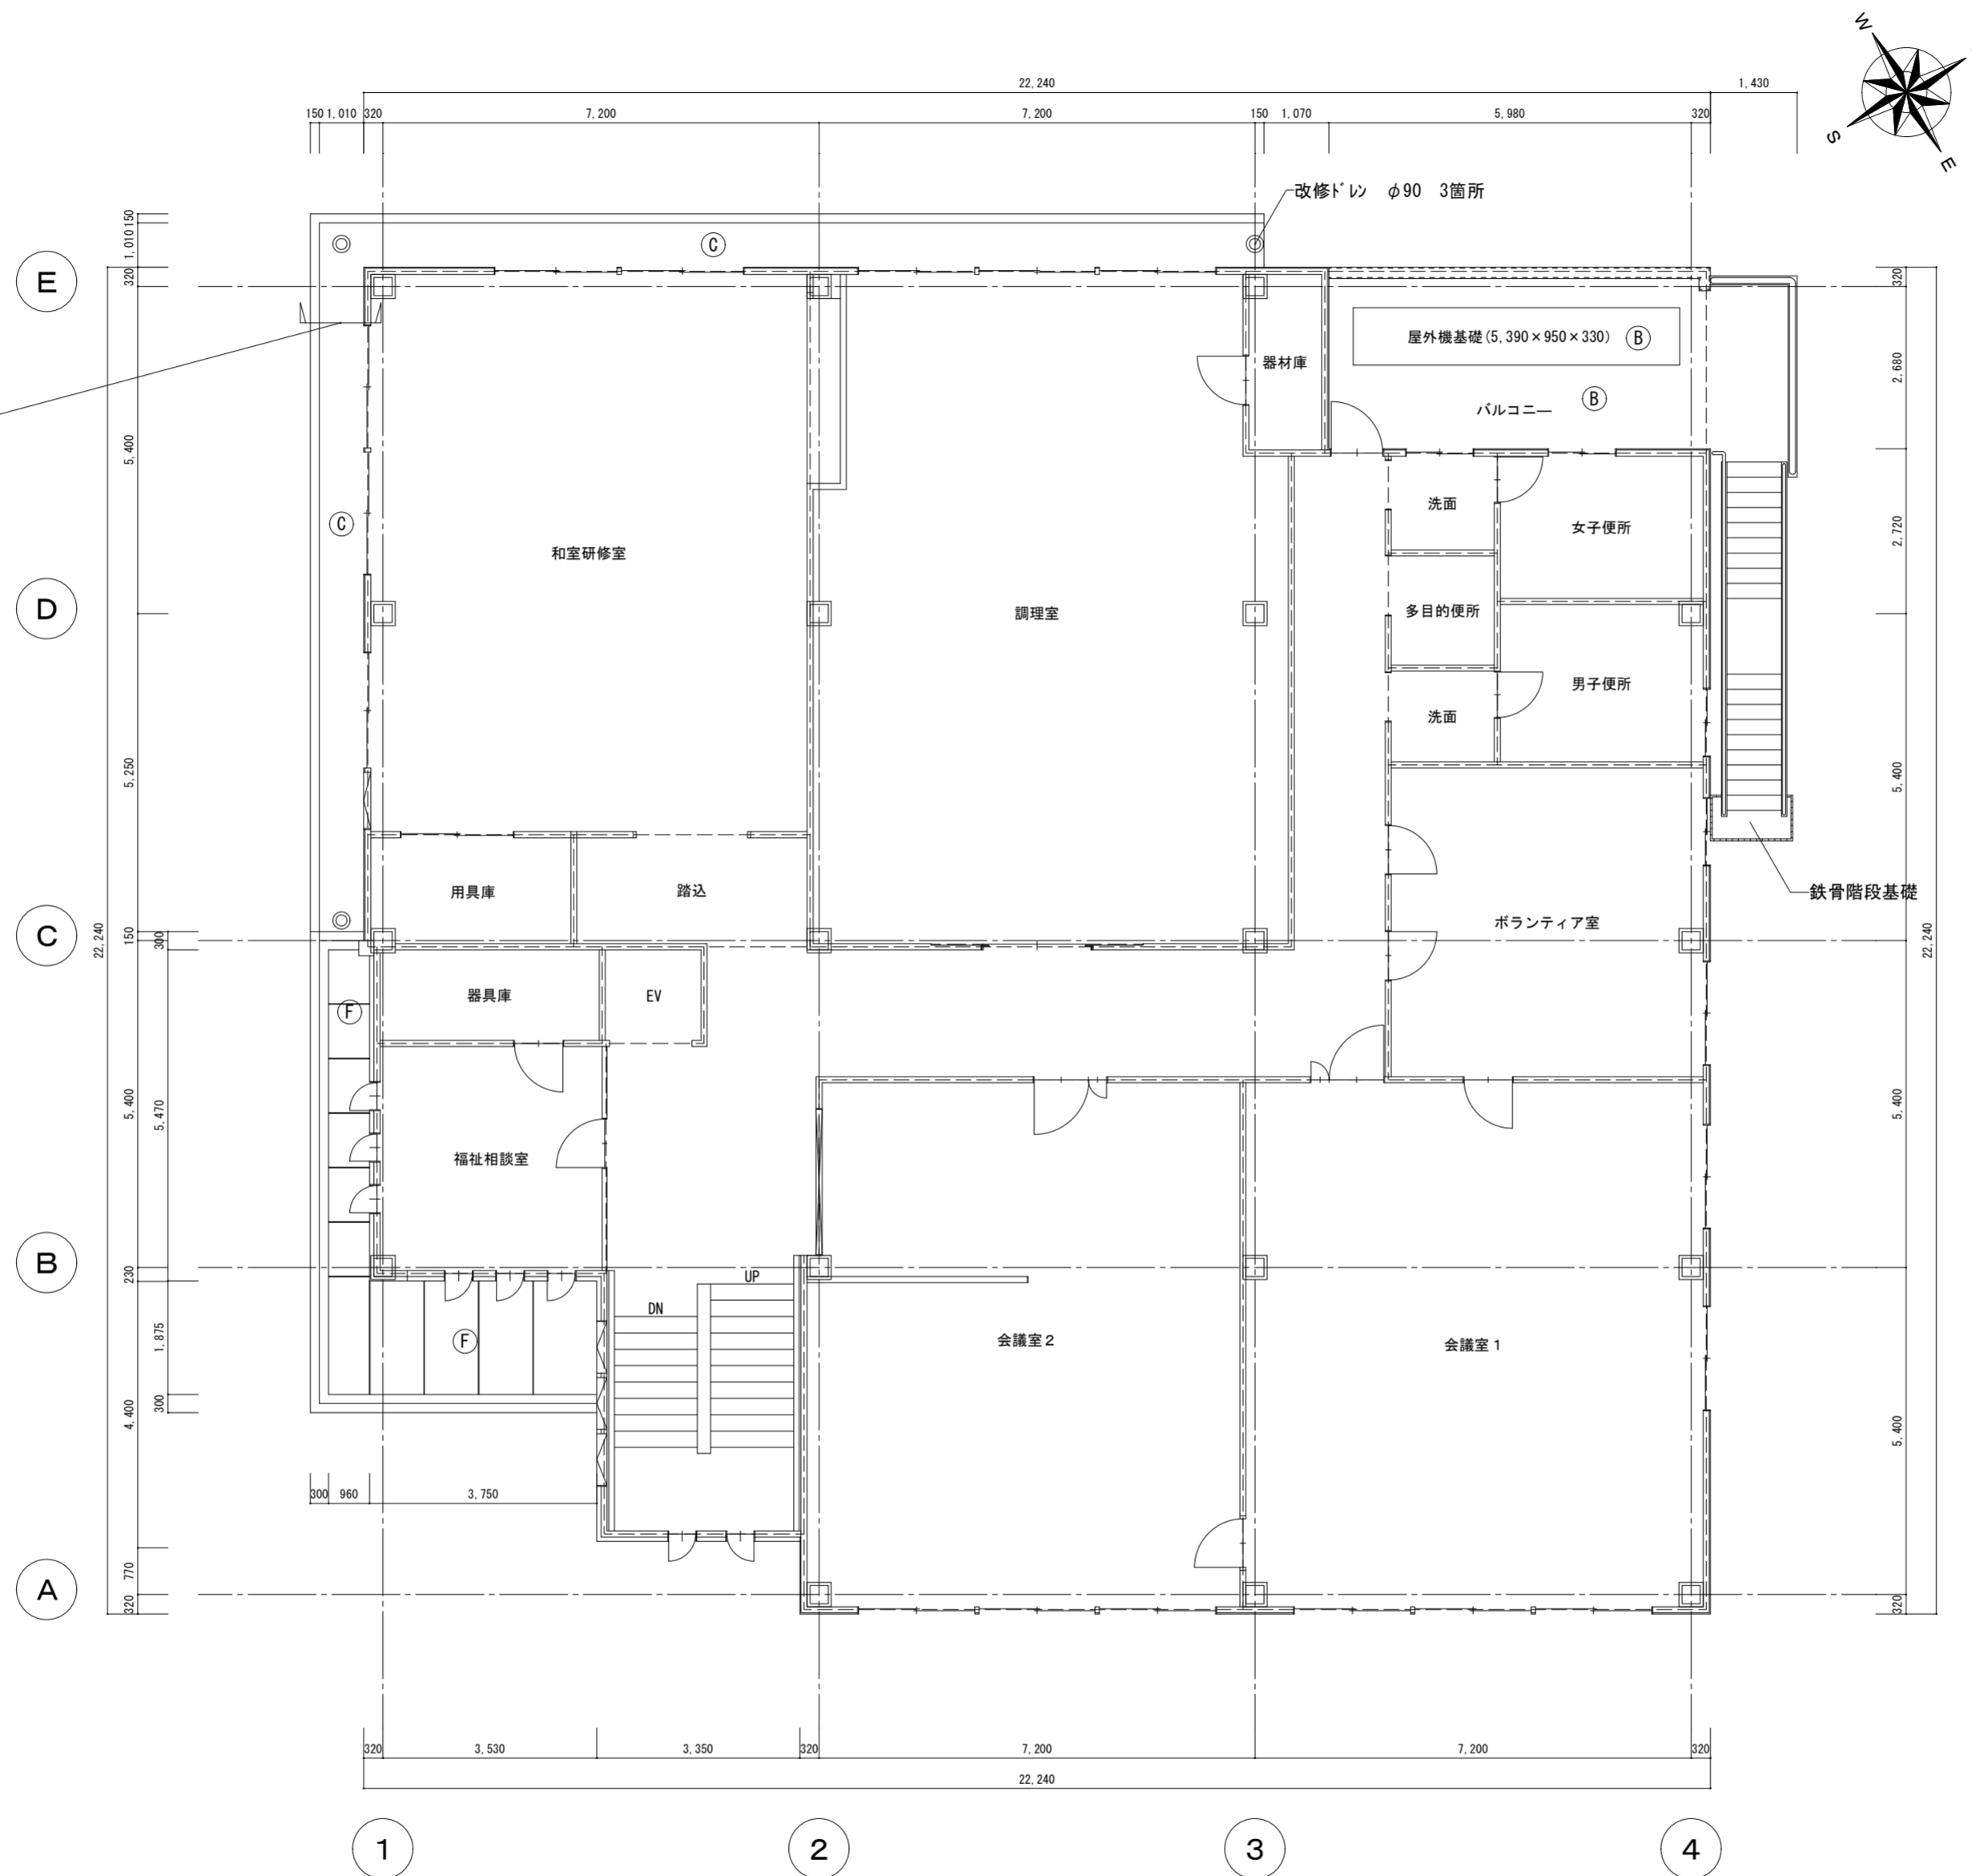 W
S
E
22,240
1,430
150
1,010
320
7,200
7,200
150
1,070
5,980
320
改修ﾄﾞﾚﾝ φ90 3箇所
150
1,010
320
E
C
320
屋外機基礎(5,390×950×330) B
器材庫
2,680
バルコニー B
5,400
C
洗面
女子便所
2,720
和室研修室
D
多目的便所
調理室
男子便所
洗面
5,250
5,400
用具庫
踏込
鉄骨階段基礎
ボランティア室
C
22,240
150
300
22,240
器具庫
EV
F
5,400
5,470
5,400
福祉相談室
B
230
UP
DN
会議室2
会議室1
F
1,875
300
4,400
5,400
300
960
3,750
770
A
320
320
320
3,530
3,350
320
7,200
7,200
320
22,240
1
2
3
4